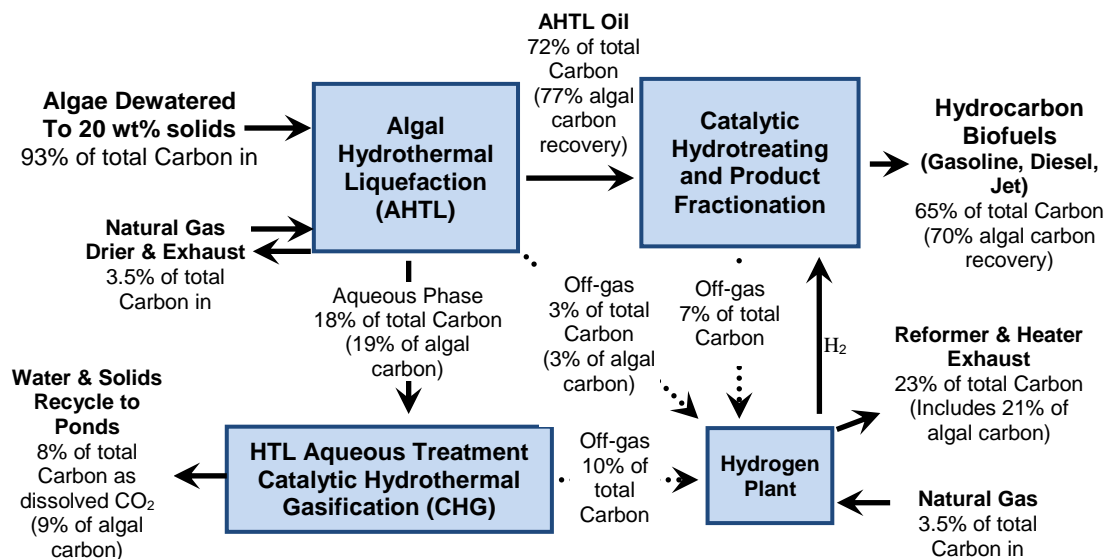 Algae Dewatered
To 20 wt% solids
93% of total Carbon in
Natural Gas
Drier & Exhaust
3.5% of total
Carbon in
Algal
Hydrothermal
Liquefaction
(AHTL)
AHTL Oil
72% of total
Carbon
(77% algal
carbon
recovery)
Catalytic
Hydrotreating
and Product
Fractionation
Hydrocarbon
Biofuels
(Gasoline, Diesel,
Jet)
65% of total Carbon
(70% algal carbon
recovery)
Aqueous Phase
18% of total Carbon
(19% of algal
carbon)
Off-gas
3% of total
Carbon
(3% of algal
carbon)
Off-gas
7% of total
Carbon
H₂
Reformer & Heater
Exhaust
23% of total Carbon
(Includes 21% of
algal carbon)
Water & Solids
Recycle to
Ponds
8% of total
Carbon as
dissolved CO₂
(9% of algal
carbon)
HTL Aqueous Treatment
Catalytic Hydrothermal
Gasification (CHG)
Off-gas
10% of
total
Carbon
Hydrogen
Plant
Natural Gas
3.5% of total
Carbon in